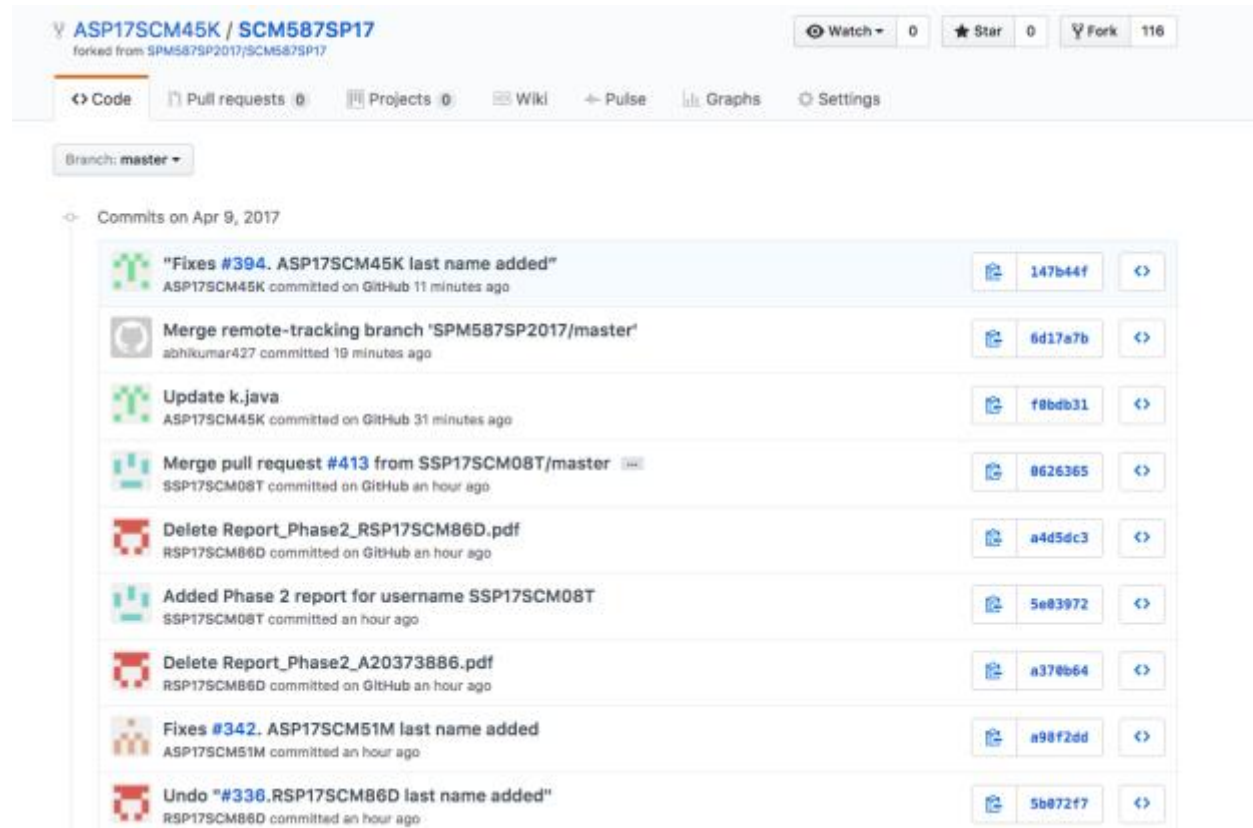 ASP17SCM45K / SCM587SP17
forked from SPM587SP2017/SCM587SP17
Watch 0 Star 0 Fork 116
Code Pull requests 0 Projects 0 Wiki Pulse Graphs Settings
Branch: master
Commits on Apr 9, 2017
"Fixes #394. ASP17SCM45K last name added"
ASP17SCM45K committed on GitHub 11 minutes ago
147b44f
Merge remote-tracking branch 'SPM587SP2017/master'
abhikumar427 committed 19 minutes ago
6d17a7b
Update k.java
ASP17SCM45K committed on GitHub 31 minutes ago
f0bdb31
Merge pull request #413 from SSP17SCM08T/master ...
SSP17SCM08T committed on GitHub an hour ago
0626365
Delete Report_Phase2_RSP17SCM86D.pdf
RSP17SCM86D committed on GitHub an hour ago
a4d5dc3
Added Phase 2 report for username SSP17SCM08T
SSP17SCM08T committed an hour ago
5e03972
Delete Report_Phase2_A20373886.pdf
RSP17SCM86D committed on GitHub an hour ago
a370b64
Fixes #342. ASP17SCM51M last name added
ASP17SCM51M committed an hour ago
a98f2dd
Undo "#336.RSP17SCM86D last name added"
RSP17SCM86D committed an hour ago
5b072f7